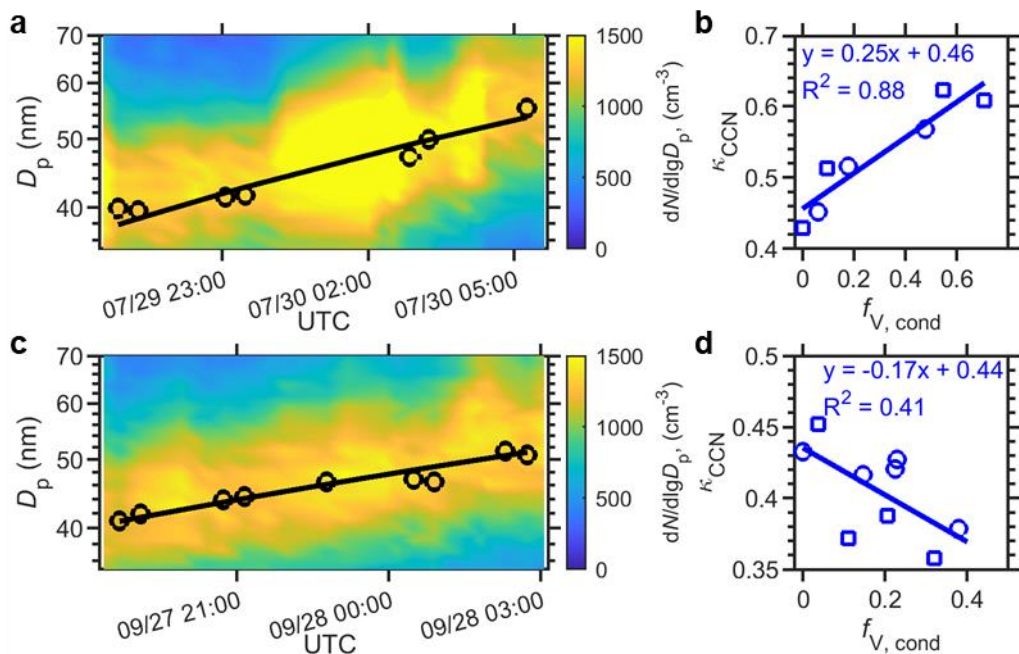 a
70
60
50
40
Dp (nm)
07/29 23:00
07/30 02:00
07/30 05:00
UTC
1500
1000
500
0
dN/dlgDp, (cm-3)
b
0.7
0.6
0.5
0.4
κCCN
y = 0.25x + 0.46
R2 = 0.88
0
0.2
0.4
0.6
fV, cond
c
70
60
50
40
Dp (nm)
09/27 21:00
09/28 00:00
09/28 03:00
UTC
1500
1000
500
0
dN/dlgDp, (cm-3)
d
0.5
0.45
0.4
0.35
κCCN
y = -0.17x + 0.44
R2 = 0.41
0
0.2
0.4
fV, cond